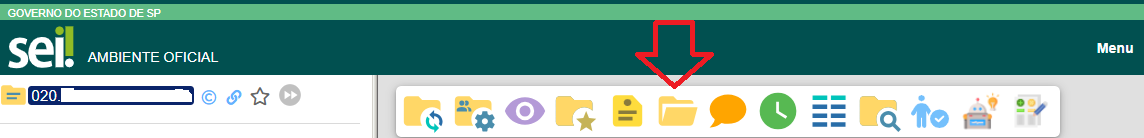 GOVERNO DO ESTADO DE SP
sei! AMBIENTE OFICIAL
Menu
020.